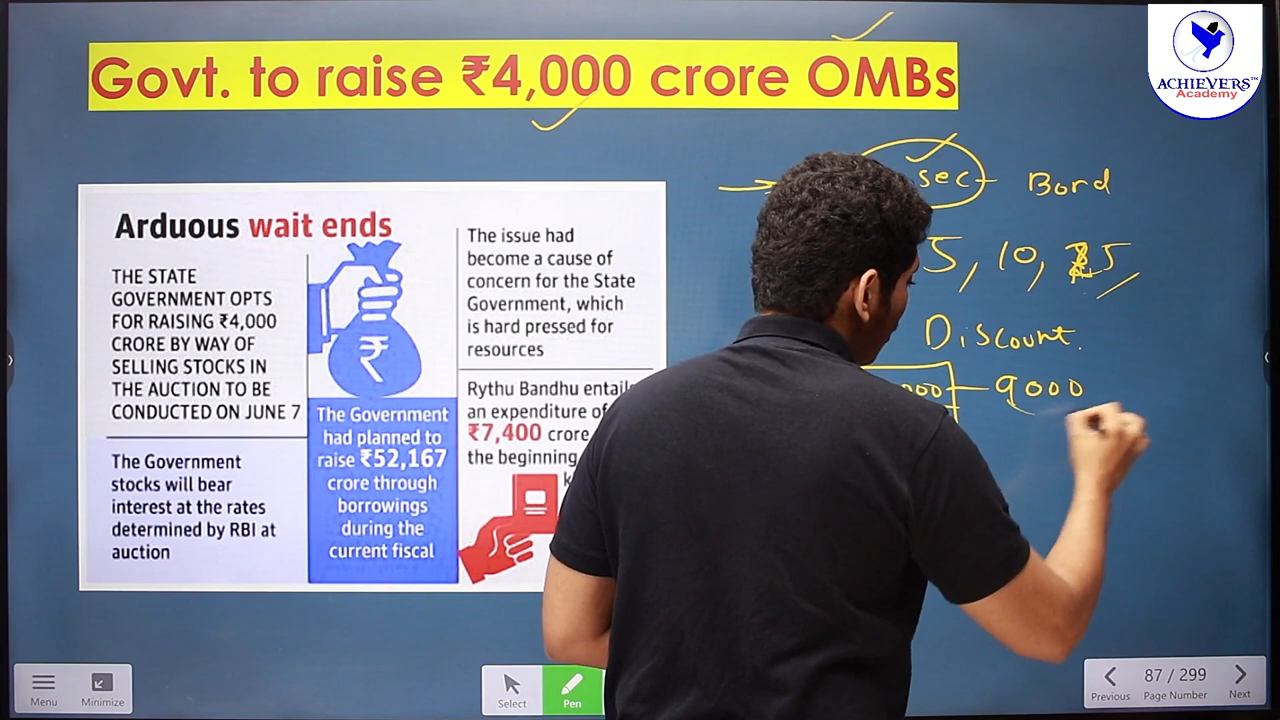 Govt. to raise ₹4,000 crore OMBs
ACHIEVERS™
Academy
sec - Bord
5, 10,
Discount.
000 — 9000
Arduous wait ends
THE STATE
GOVERNMENT OPTS
FOR RAISING ₹4,000
CRORE BY WAY OF
SELLING STOCKS IN
THE AUCTION TO BE
CONDUCTED ON JUNE 7
The Government
stocks will bear
interest at the rates
determined by RBI at
auction
₹
The Government
had planned to
raise ₹52,167
crore through
borrowings
during the
current fiscal
The issue had
become a cause of
concern for the State
Government, which
is hard pressed for
resources
Rythu Bandhu
an expenditure of
₹7,400 crore
the beginning
Menu
Minimize
Select
Pen
Previous
87 / 299
Page Number
Next